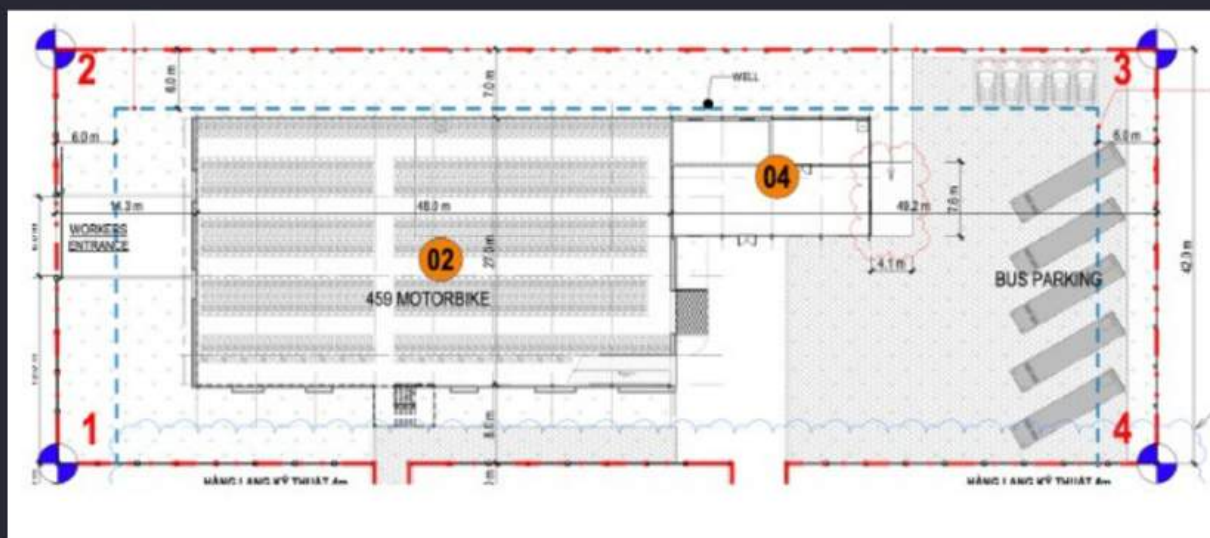 2
3
WELL
6.0 m
7.0 m
6.0 m
6.0 m
04
14.3 m
48.0 m
49.2 m
7.6 m
WORKERS
ENTRANCE
02
27.0 m
4.1 m
42.3 m
459 MOTORBIKE
BUS PARKING
1
4
8.0 m
HÀNG LANG KỸ THUẬT 4m
HÀNG LANG KỸ THUẬT 4m